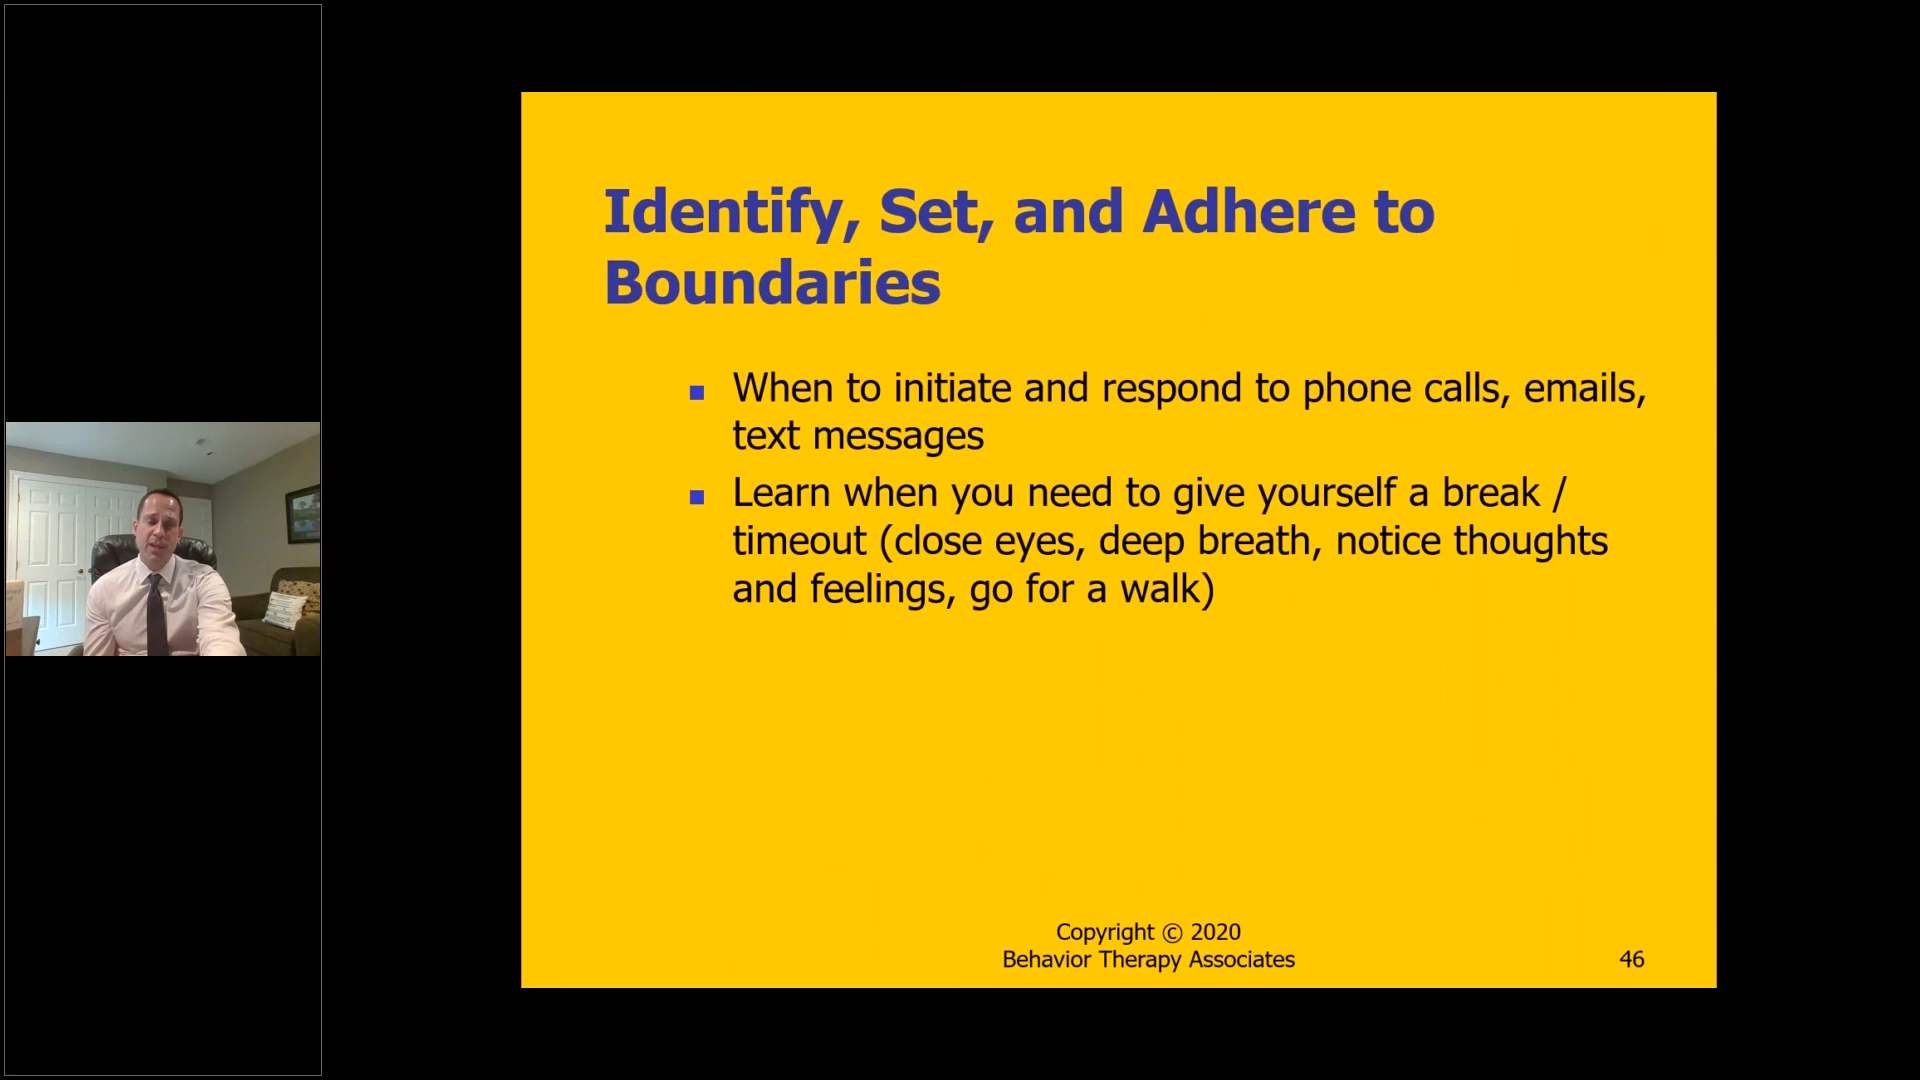 Identify, Set, and Adhere to
Boundaries
When to initiate and respond to phone calls, emails,
text messages
Learn when you need to give yourself a break /
timeout (close eyes, deep breath, notice thoughts
and feelings, go for a walk)
Copyright © 2020
Behavior Therapy Associates
46